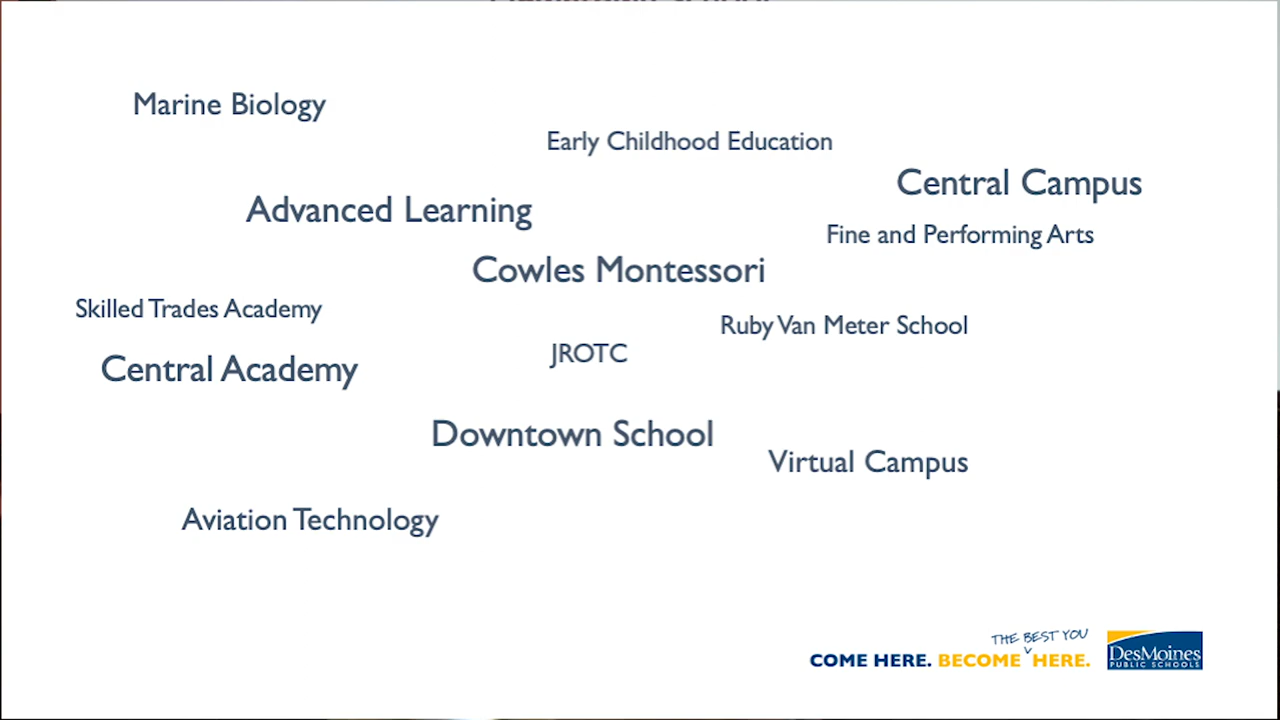 Marine Biology
Early Childhood Education
Central Campus
Advanced Learning
Fine and Performing Arts
Cowles Montessori
Skilled Trades Academy
Ruby Van Meter School
JROTC
Central Academy
Downtown School
Virtual Campus
Aviation Technology
THE BEST YOU
COME HERE. BECOME HERE.
DesMoines
PUBLIC SCHOOLS